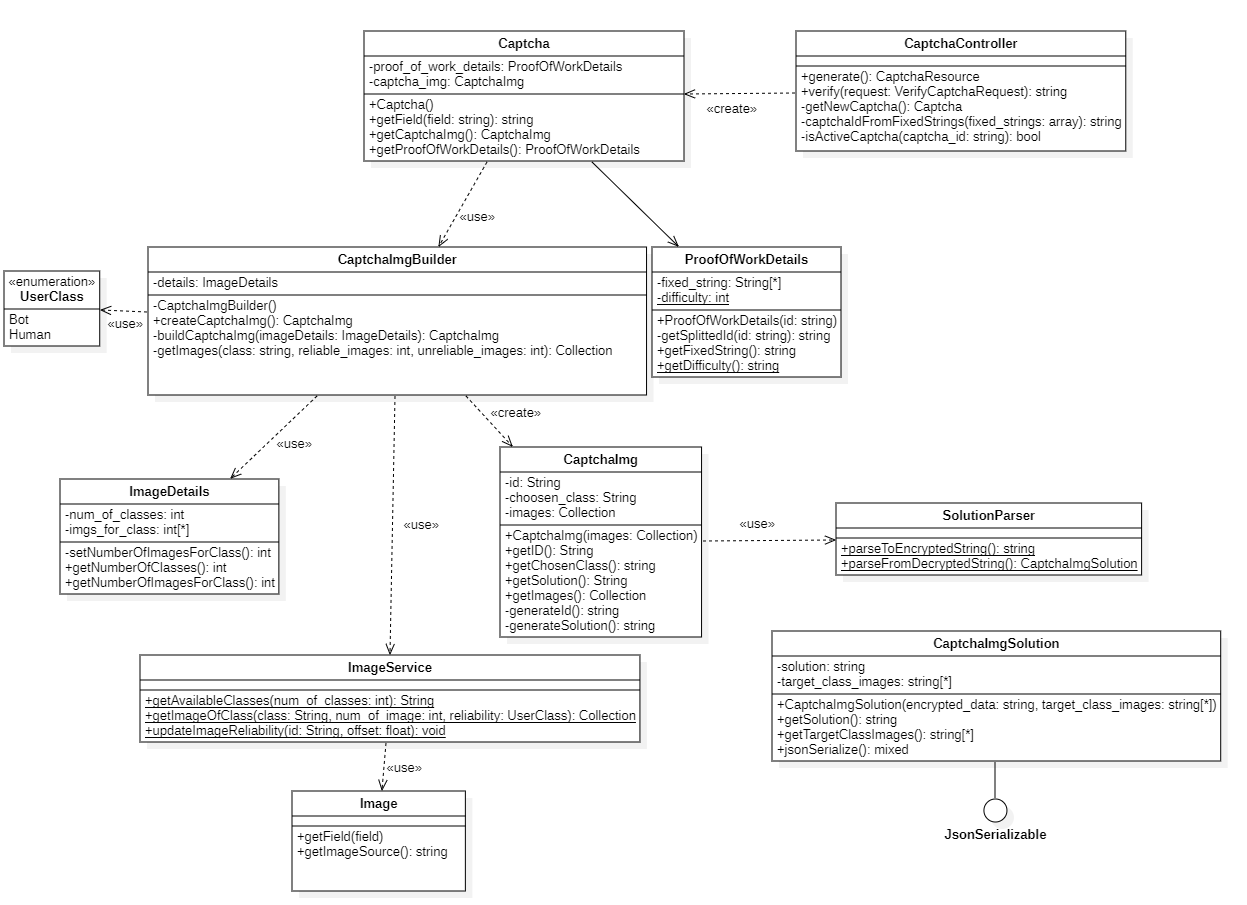 Captcha
-proof_of_work_details: ProofOfWorkDetails
-captcha_img: CaptchaImg
+Captcha()
+getField(field: string): string
+getCaptchaImg(): CaptchaImg
+getProofOfWorkDetails(): ProofOfWorkDetails
CaptchaController
+generate(): CaptchaResource
+verify(request: VerifyCaptchaRequest): string
-getNewCaptcha(): Captcha
-captchaIdFromFixedStrings(fixed_strings: array): string
-isActiveCaptcha(captcha_id: string): bool
«create»
«use»
CaptchaImgBuilder
-details: ImageDetails
-CaptchaImgBuilder()
+createCaptchaImg(): CaptchaImg
-buildCaptchaImg(imageDetails: ImageDetails): CaptchaImg
-getImages(class: string, reliable_images: int, unreliable_images: int): Collection
ProofOfWorkDetails
-fixed_string: String[*]
-difficulty: int
+ProofOfWorkDetails(id: string)
-getSplittedId(id: string): string
+getFixedString(): string
+getDifficulty(): string
«enumeration»
UserClass
Bot
Human
«use»
«use»
«use»
«create»
ImageDetails
-num_of_classes: int
-imgs_for_class: int[*]
-setNumberOfImagesForClass(): int
+getNumberOfClasses(): int
+getNumberOfImagesForClass(): int
CaptchaImg
-id: String
-choosen_class: String
-images: Collection
+CaptchaImg(images: Collection)
+getID(): String
+getChosenClass(): string
+getSolution(): String
+getImages(): Collection
-generateId(): string
-generateSolution(): string
«use»
SolutionParser
+parseToEncryptedString(): string
+parseFromDecryptedString(): CaptchaImgSolution
CaptchaImgSolution
-solution: string
-target_class_images: string[*]
+CaptchaImgSolution(encrypted_data: string, target_class_images: string[*])
+getSolution(): string
+getTargetClassImages(): string[*]
+jsonSerialize(): mixed
JsonSerializable
ImageService
+getAvailableClasses(num_of_classes: int): String
+getImageOfClass(class: String, num_of_image: int, reliability: UserClass): Collection
+updateImageReliability(id: String, offset: float): void
«use»
Image
+getField(field)
+getImageSource(): string